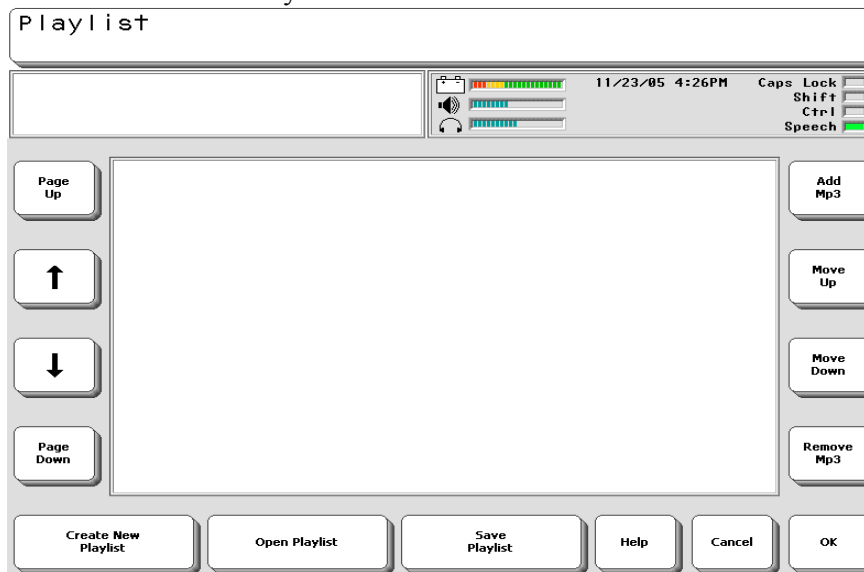 Playlist
11/23/05 4:26PM
Caps Lock
Shift
Ctrl
Speech
Page
Up
Add
Mp3
↑
Move
Up
↓
Move
Down
Page
Down
Remove
Mp3
Create New
Playlist
Open Playlist
Save
Playlist
Help
Cancel
OK